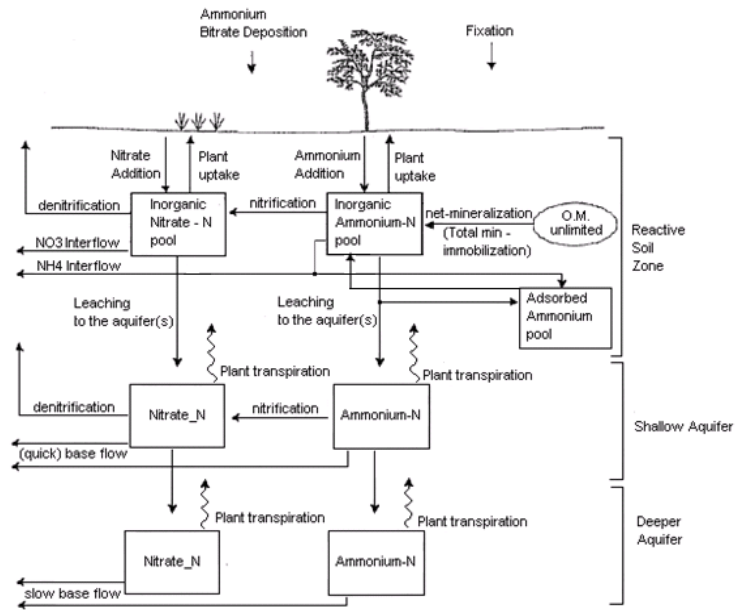 Ammonium
Bitrate Deposition
Fixation
Nitrate
Addition
Plant
uptake
Ammonium
Addition
Plant
uptake
denitrification
Inorganic
Nitrate - N
pool
nitrification
Inorganic
Ammonium-N
pool
net-mineralization
(Total min -
immobilization)
O.M.
unlimited
Reactive
Soil
Zone
NO3 Interflow
NH4 Interflow
Leaching
to the aquifer(s)
Leaching
to the aquifer(s)
Adsorbed
Ammonium
pool
Plant transpiration
Plant transpiration
denitrification
Nitrate_N
nitrification
Ammonium-N
Shallow Aquifer
(quick) base flow
Plant transpiration
Plant transpiration
Nitrate_N
Ammonium-N
Deeper
Aquifer
slow base flow